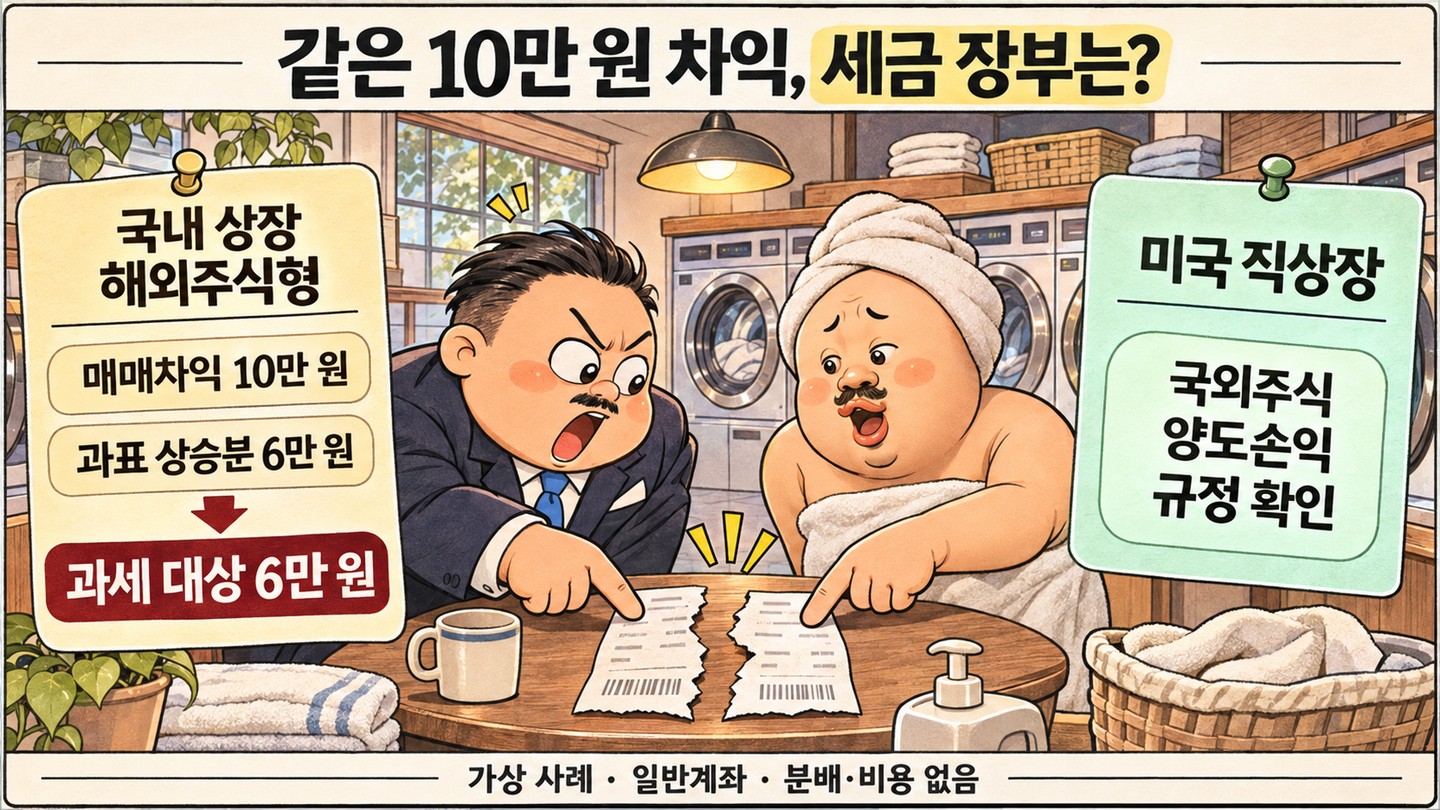 같은 10만 원 차익, 세금 장부는?
국내 상장
해외주식형
매매차익 10만 원
과표 상승분 6만 원
과세 대상 6만 원
미국 직상장
국외주식
양도손익
규정 확인
가상 사례 · 일반계좌 · 분배·비용 없음